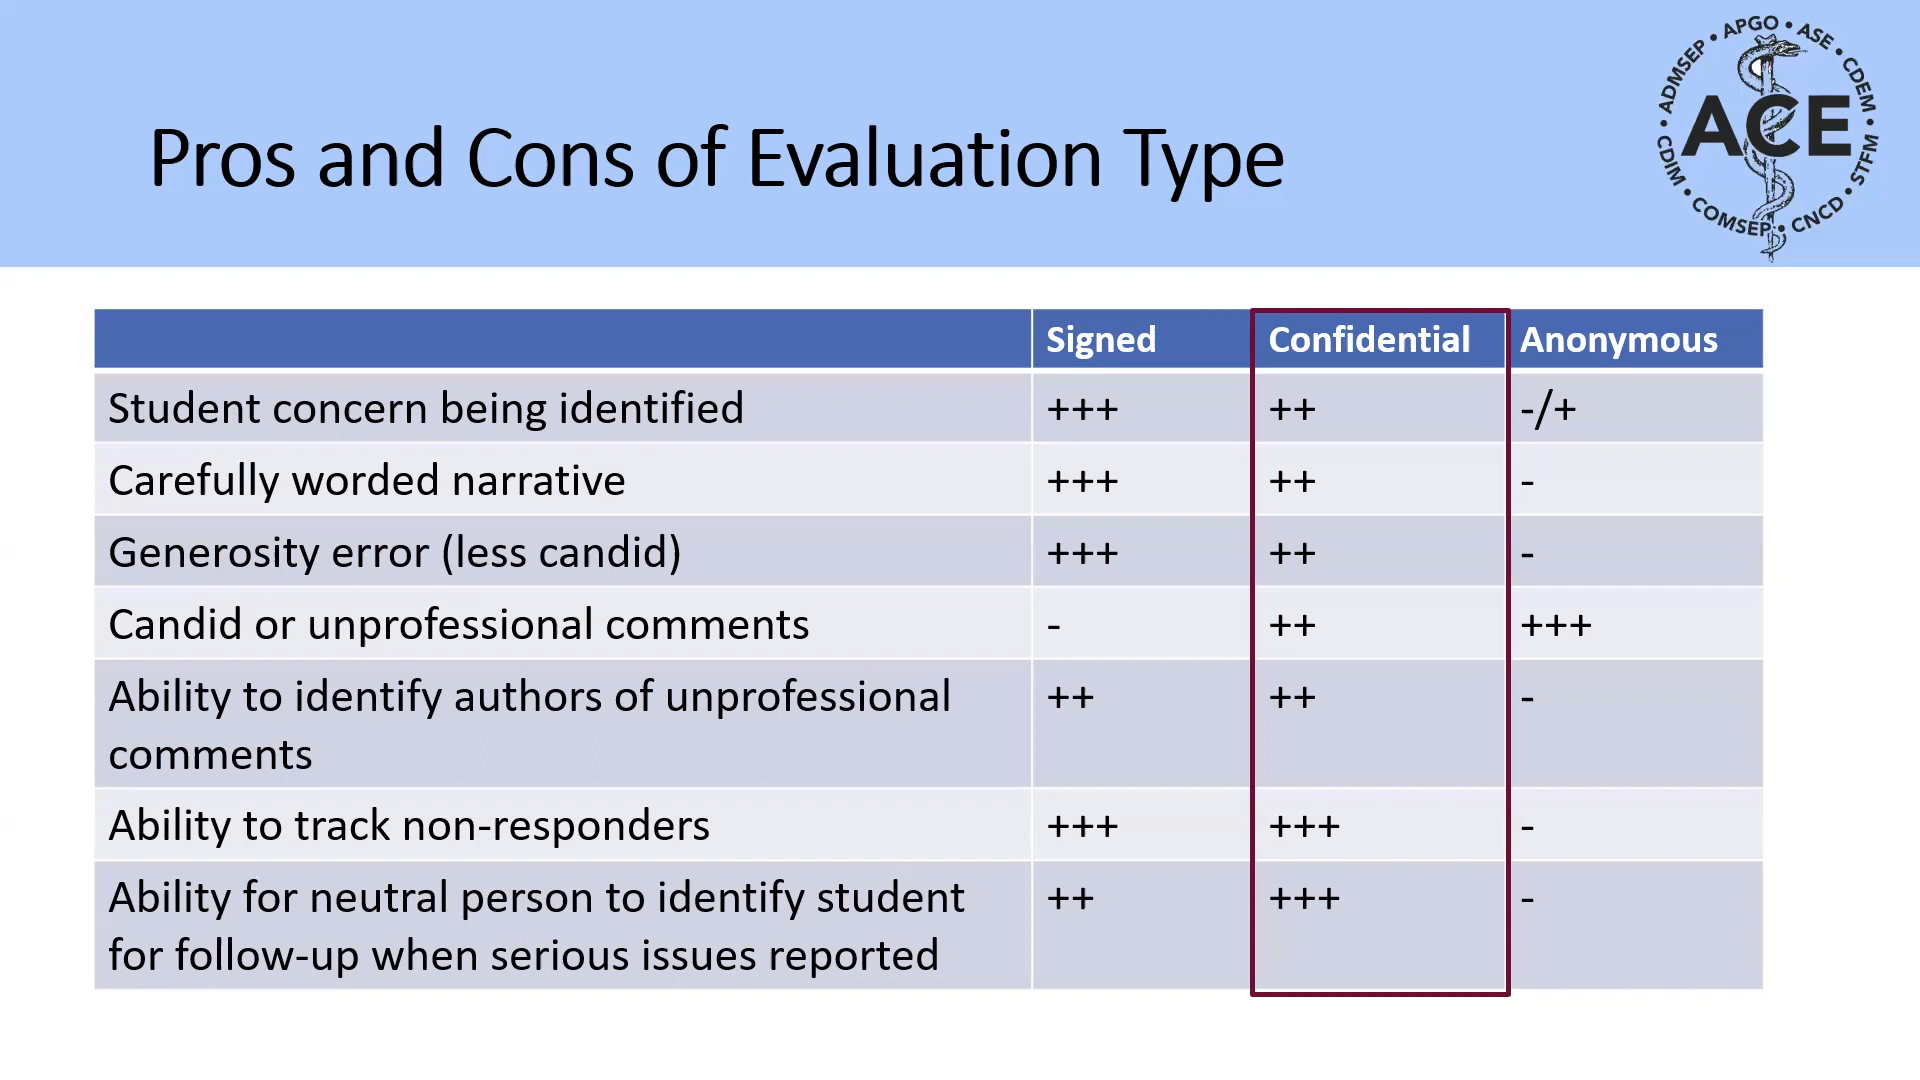 Pros and Cons of Evaluation Type
ADMSEP • APGO • ASE • CDEM • STFM • CNCD • COMSEP • CDIM •
ACE
Signed Confidential Anonymous
Student concern being identified +++ ++ -/+
Carefully worded narrative +++ ++ -
Generosity error (less candid) +++ ++ -
Candid or unprofessional comments - ++ +++
Ability to identify authors of unprofessional ++ ++ -
comments
Ability to track non-responders +++ +++ -
Ability for neutral person to identify student ++ +++ -
for follow-up when serious issues reported